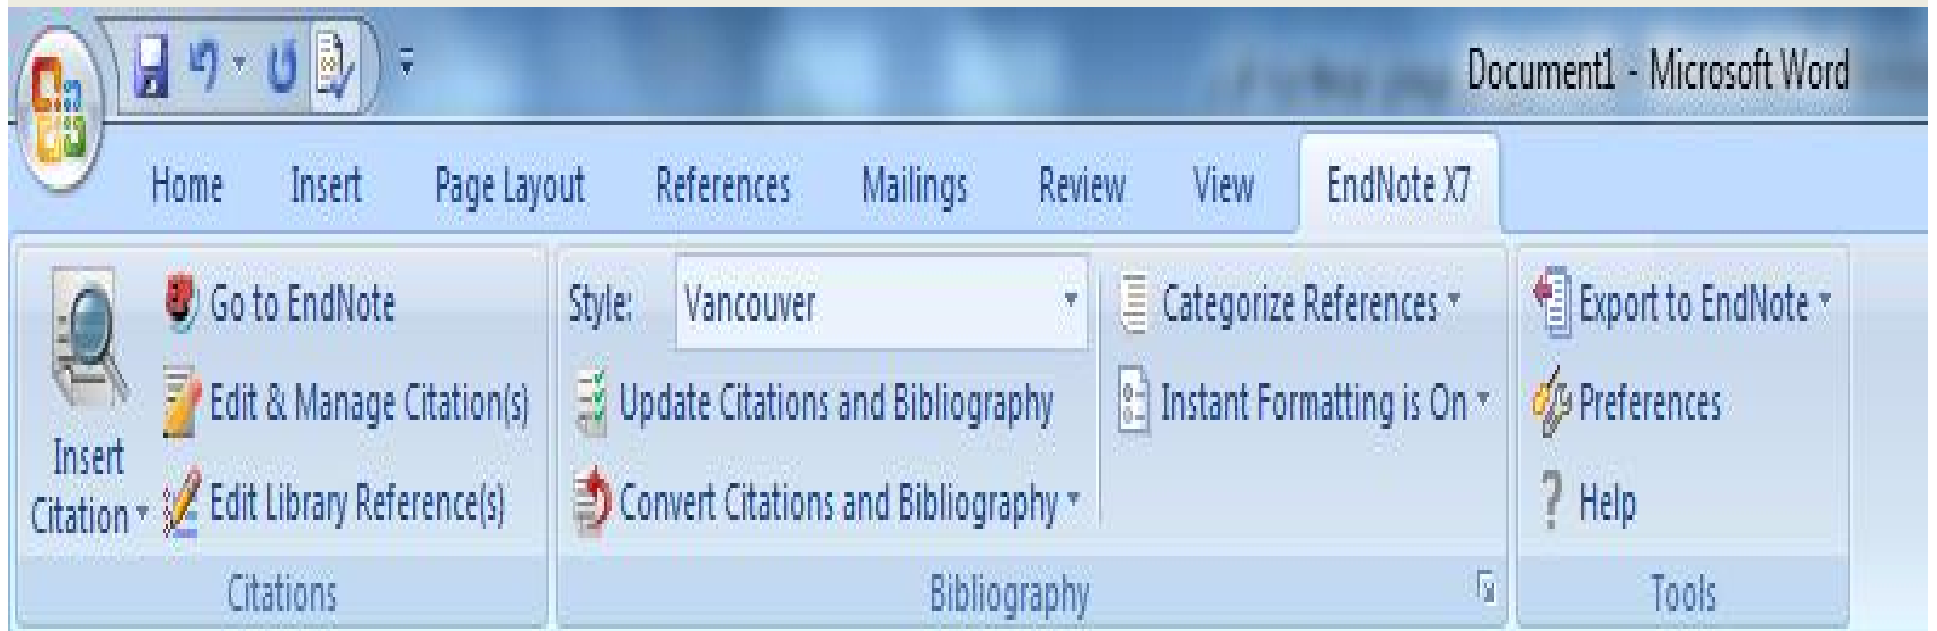 Document1 - Microsoft Word
Home Insert Page Layout References Mailings Review View EndNote X7
Insert Citation
Go to EndNote
Edit & Manage Citation(s)
Edit Library Reference(s)
Citations
Style: Vancouver
Update Citations and Bibliography
Convert Citations and Bibliography
Categorize References
Instant Formatting is On
Bibliography
Export to EndNote
Preferences
? Help
Tools